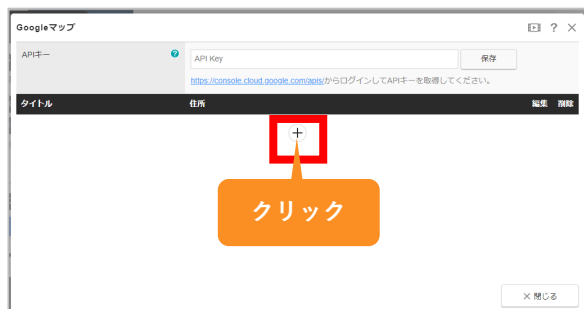 Googleマップ
APIキー
API Key
保存
https://console.cloud.google.com/apis/からログインしてAPIキーを取得してください。
タイトル 住所 編集 削除
クリック
×閉じる